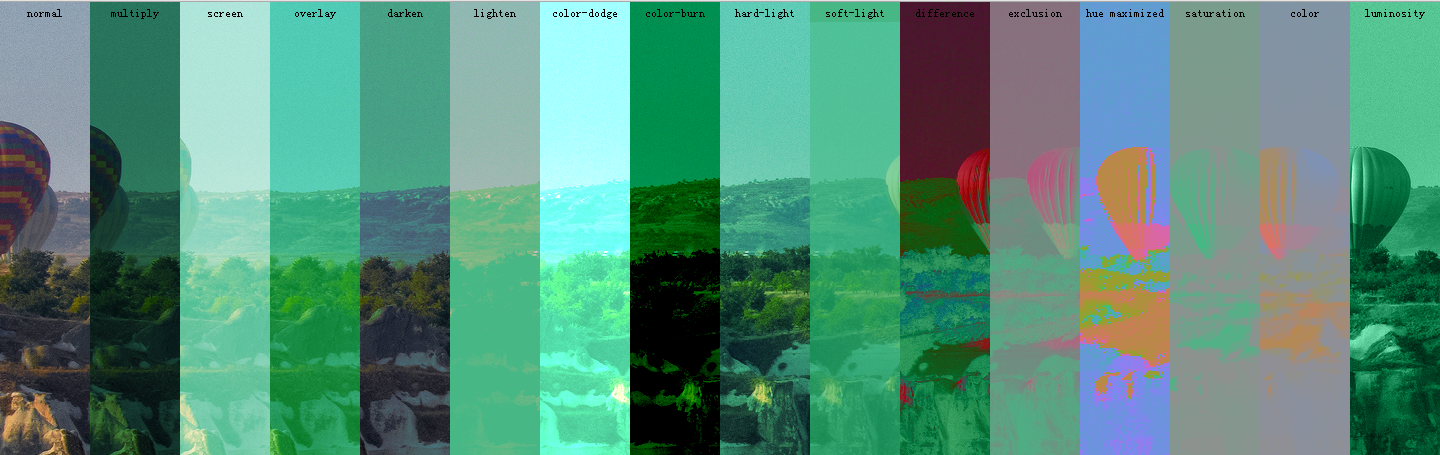 normal
multiply
screen
overlay
darken
lighten
color-dodge
color-burn
hard-light
soft-light
difference
exclusion
hue maximized
saturation
color
luminosity